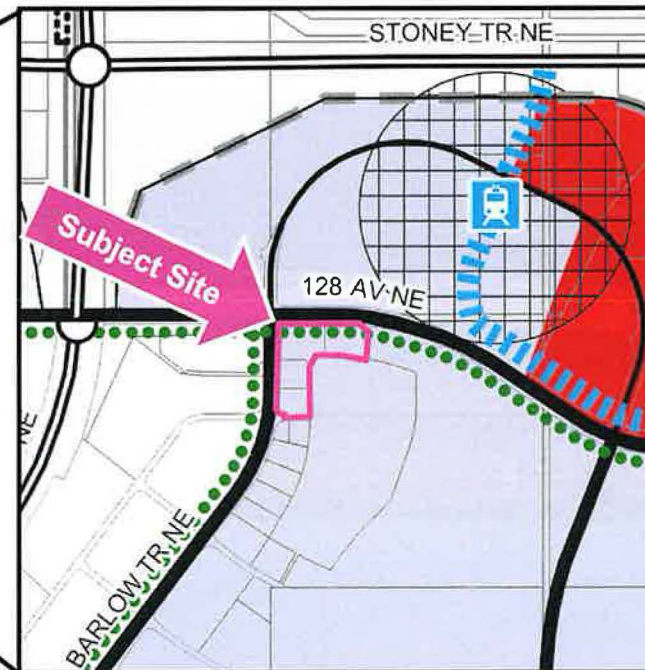 STONEY TR NE
Subject Site
128 AV NE
NE
BARLOW TR NE